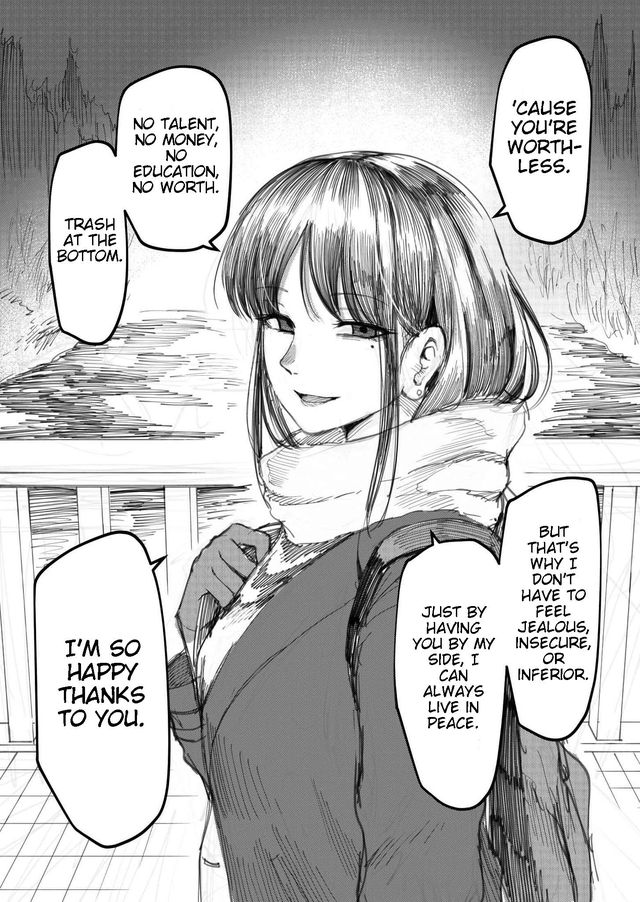 'CAUSE
YOU'RE
WORTH-
LESS.
NO TALENT,
NO MONEY,
NO
EDUCATION,
NO WORTH.
TRASH
AT THE
BOTTOM.
BUT
THAT'S
WHY I
DON'T
HAVE TO
FEEL
JEALOUS,
INSECURE,
OR
INFERIOR.
JUST BY
HAVING
YOU BY MY
SIDE, I
CAN
ALWAYS
LIVE IN
PEACE.
I'M SO
HAPPY
THANKS
TO YOU.